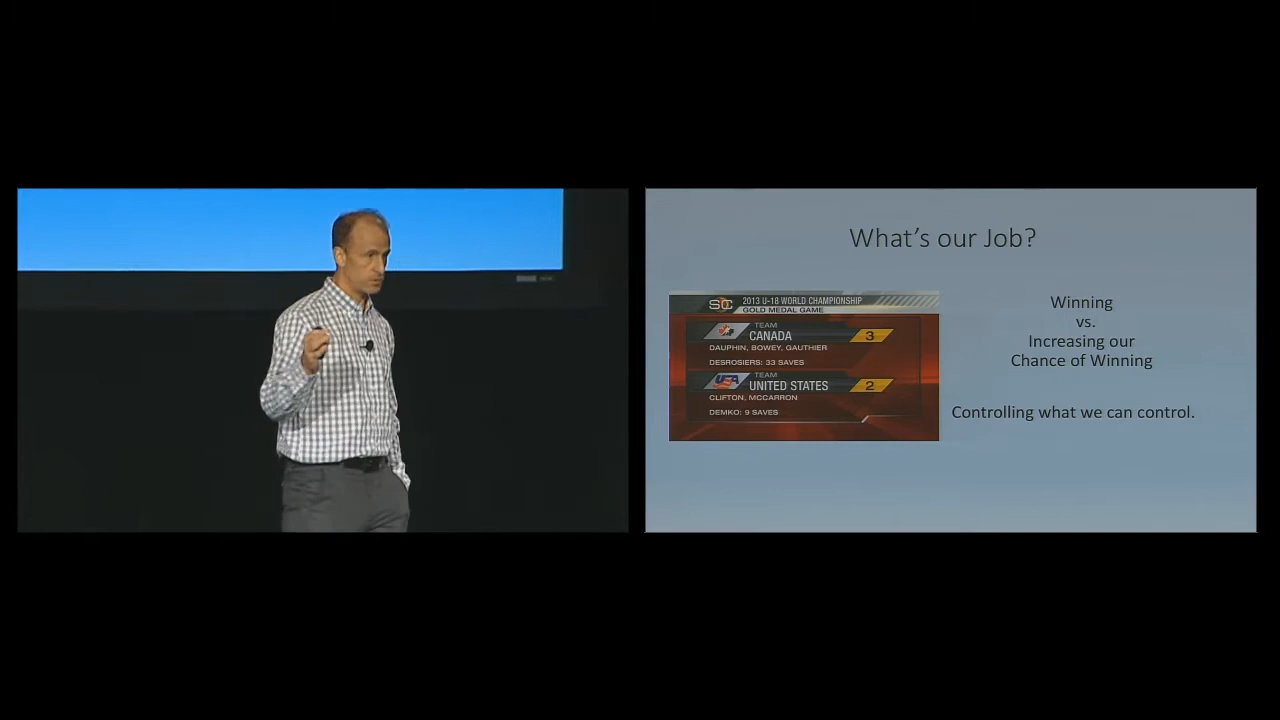 What's our Job?
SC
2013 U-18 WORLD CHAMPIONSHIP
GOLD MEDAL GAME
TEAM
CANADA 3
DAUPHIN, BOWEY, GAUTHIER
DESROSIERS: 33 SAVES
USA
TEAM
UNITED STATES 2
CLIFTON, MCCARRON
DEMKO: 9 SAVES
Winning
vs.
Increasing our
Chance of Winning
Controlling what we can control.